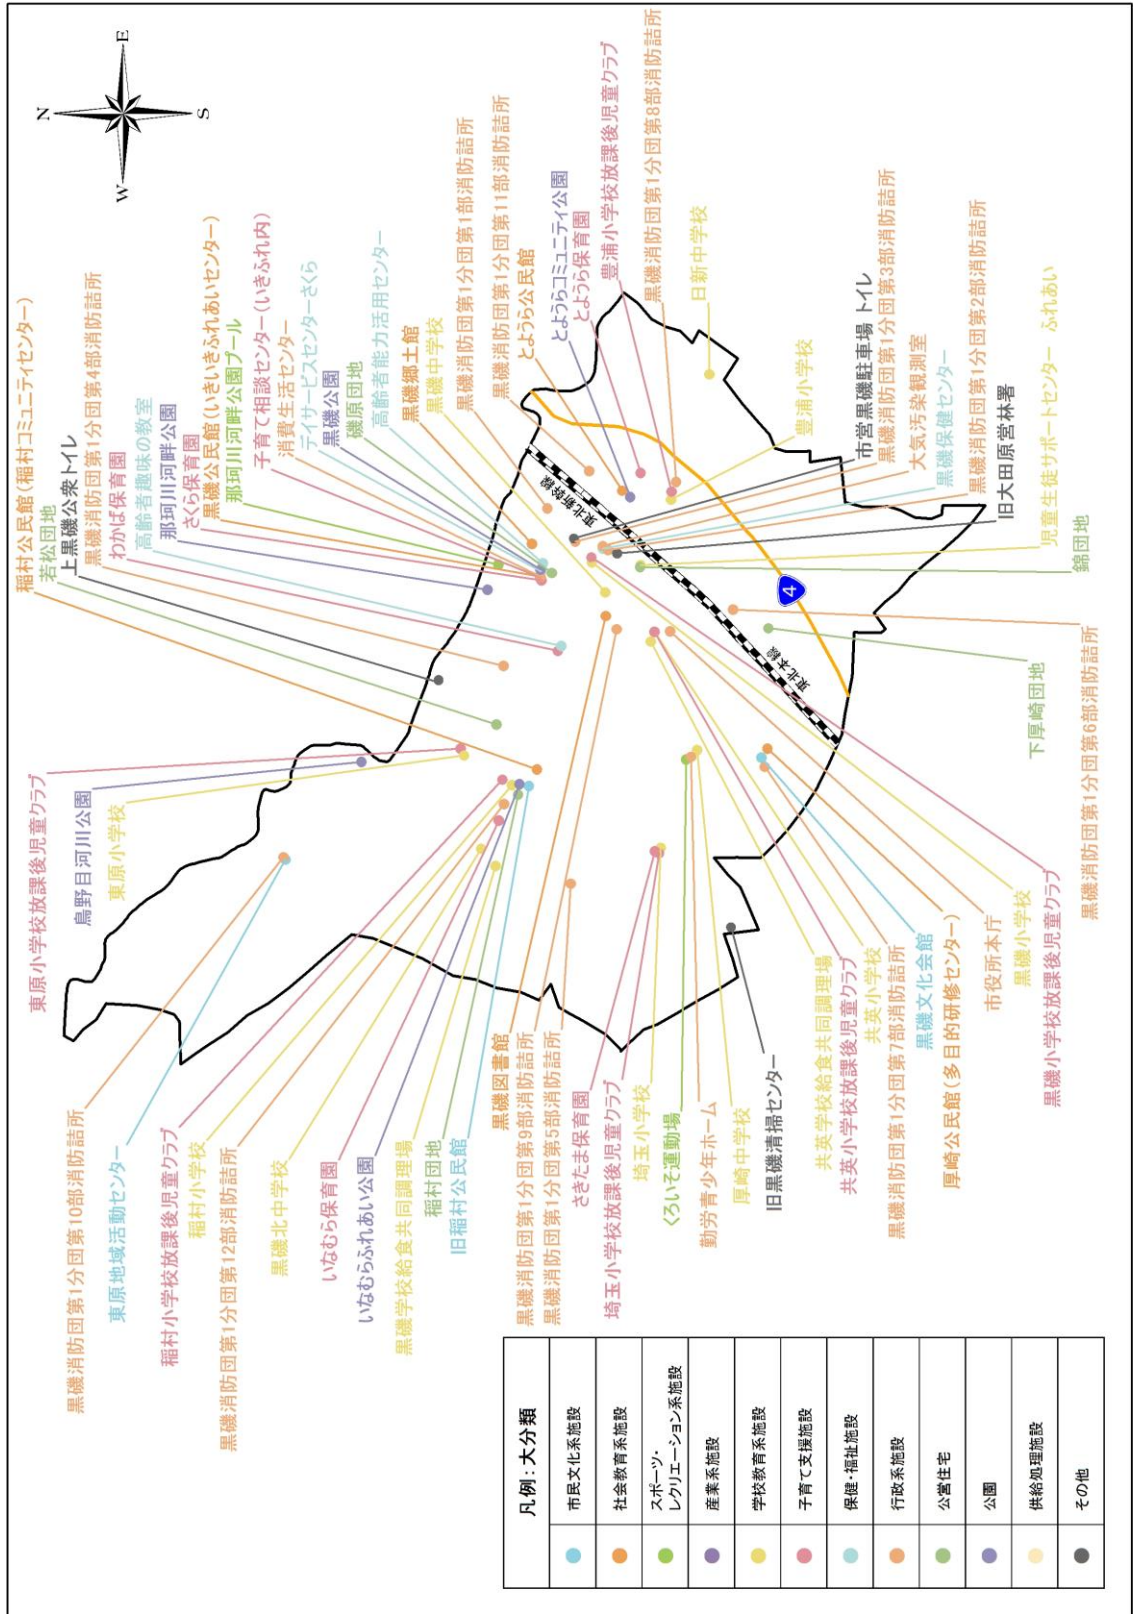 N
E
S
W
稲村公民館(稲村コミュニティセンター)
若松団地
上黒磯公衆トイレ
黒磯消防団第1分団第4部消防詰所
わかば保育園
高齢者趣味の教室
那珂川河畔公園
さくら保育園
黒磯公民館(いきいきふれあいセンター)
那珂川河畔公園プール
子育て相談センター(いきふれ内)
消費生活センター
デイサービスセンターさくら
黒磯公園
磯原団地
高齢者能力活用センター
黒磯郷土館
黒磯中学校
黒磯消防団第1分団第1部消防詰所
黒磯消防団第1分団第11部消防詰所
とようら公民館
とようらコミュニティ公園
とようら保育園
豊浦小学校放課後児童クラブ
黒磯消防団第1分団第8部消防詰所
日新中学校
豊浦小学校
市営黒磯駐車場 トイレ
黒磯消防団第1分団第3部消防詰所
大気汚染観測室
黒磯保健センター
黒磯消防団第1分団第2部消防詰所
旧大田原営林署
児童生徒サポートセンター ふれあい
錦団地
東北新幹線
東北本線
4
東原小学校放課後児童クラブ
鳥野目河川公園
東原小学校
下厚崎団地
黒磯消防団第1分団第6部消防詰所
黒磯消防団第1分団第10部消防詰所
東原地域活動センター
稲村小学校放課後児童クラブ
稲村小学校
黒磯消防団第1分団第12部消防詰所
黒磯北中学校
いなむら保育園
いなむらふれあい公園
黒磯学校給食共同調理場
稲村団地
旧稲村公民館
黒磯図書館
黒磯消防団第1分団第9部消防詰所
黒磯消防団第1分団第5部消防詰所
さきたま保育園
埼玉小学校放課後児童クラブ
埼玉小学校
くろいそ運動場
勤労青少年ホーム
厚崎中学校
旧黒磯清掃センター
共英学校給食共同調理場
共英小学校放課後児童クラブ
共英小学校
黒磯消防団第1分団第7部消防詰所
黒磯文化会館
厚崎公民館(多目的研修センター)
市役所本庁
黒磯小学校
黒磯小学校放課後児童クラブ
凡例:大分類
市民文化系施設
社会教育系施設
スポーツ・
レクリエーション系施設
産業系施設
学校教育系施設
子育て支援施設
保健・福祉施設
行政系施設
公営住宅
公園
供給処理施設
その他